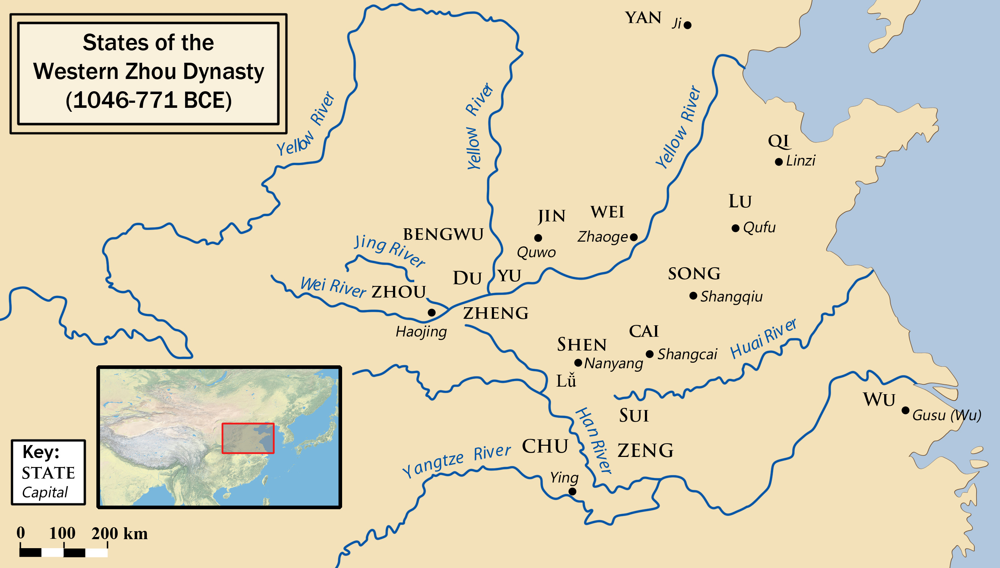 States of the
Western Zhou Dynasty
(1046-771 BCE)
YAN
Ji
Yellow River
Yellow River
Yellow River
QI
Linzi
LU
Qufu
JIN
Quwo
WEI
Zhaoge
BENGWU
Jing River
Wei River
ZHOU
Haojing
DU
YU
ZHENG
SONG
Shangqiu
CAI
Shangcai
SHEN
Nanyang
Lǚ
Huai River
SUI
Han River
ZENG
CHU
Ying
Yangtze River
WU
Gusu (Wu)
Key:
STATE
Capital
0 100 200 km